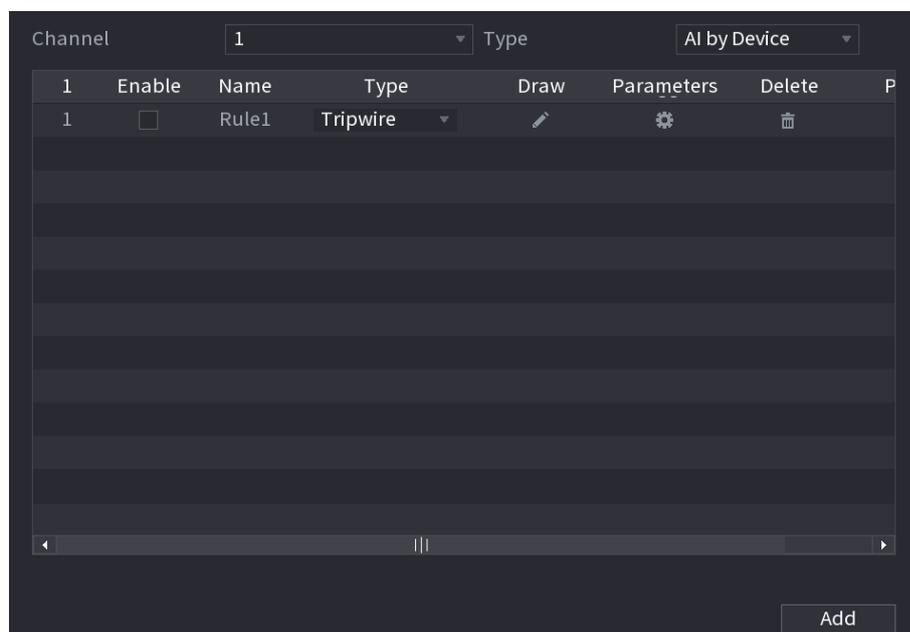 Channel 1 Type AI by Device
1 Enable Name Type Draw Parameters Delete P
1 Rule1 Tripwire
Add